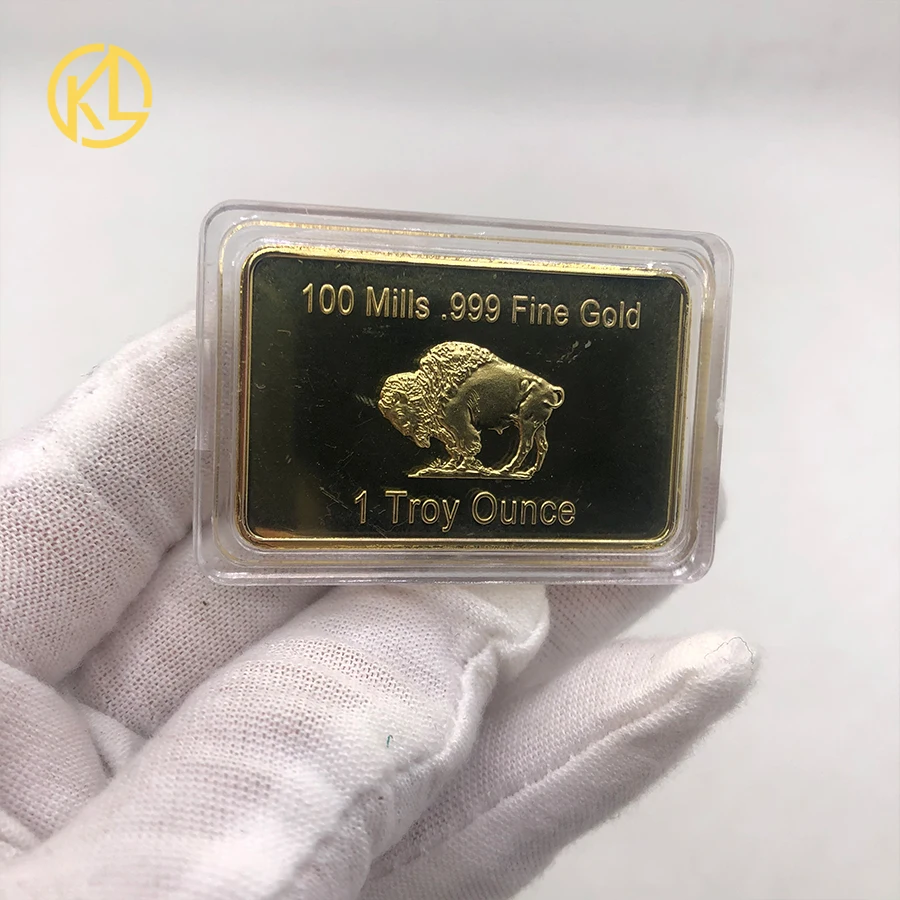 KL
100 Mills .999 Fine Gold
1 Troy Ounce